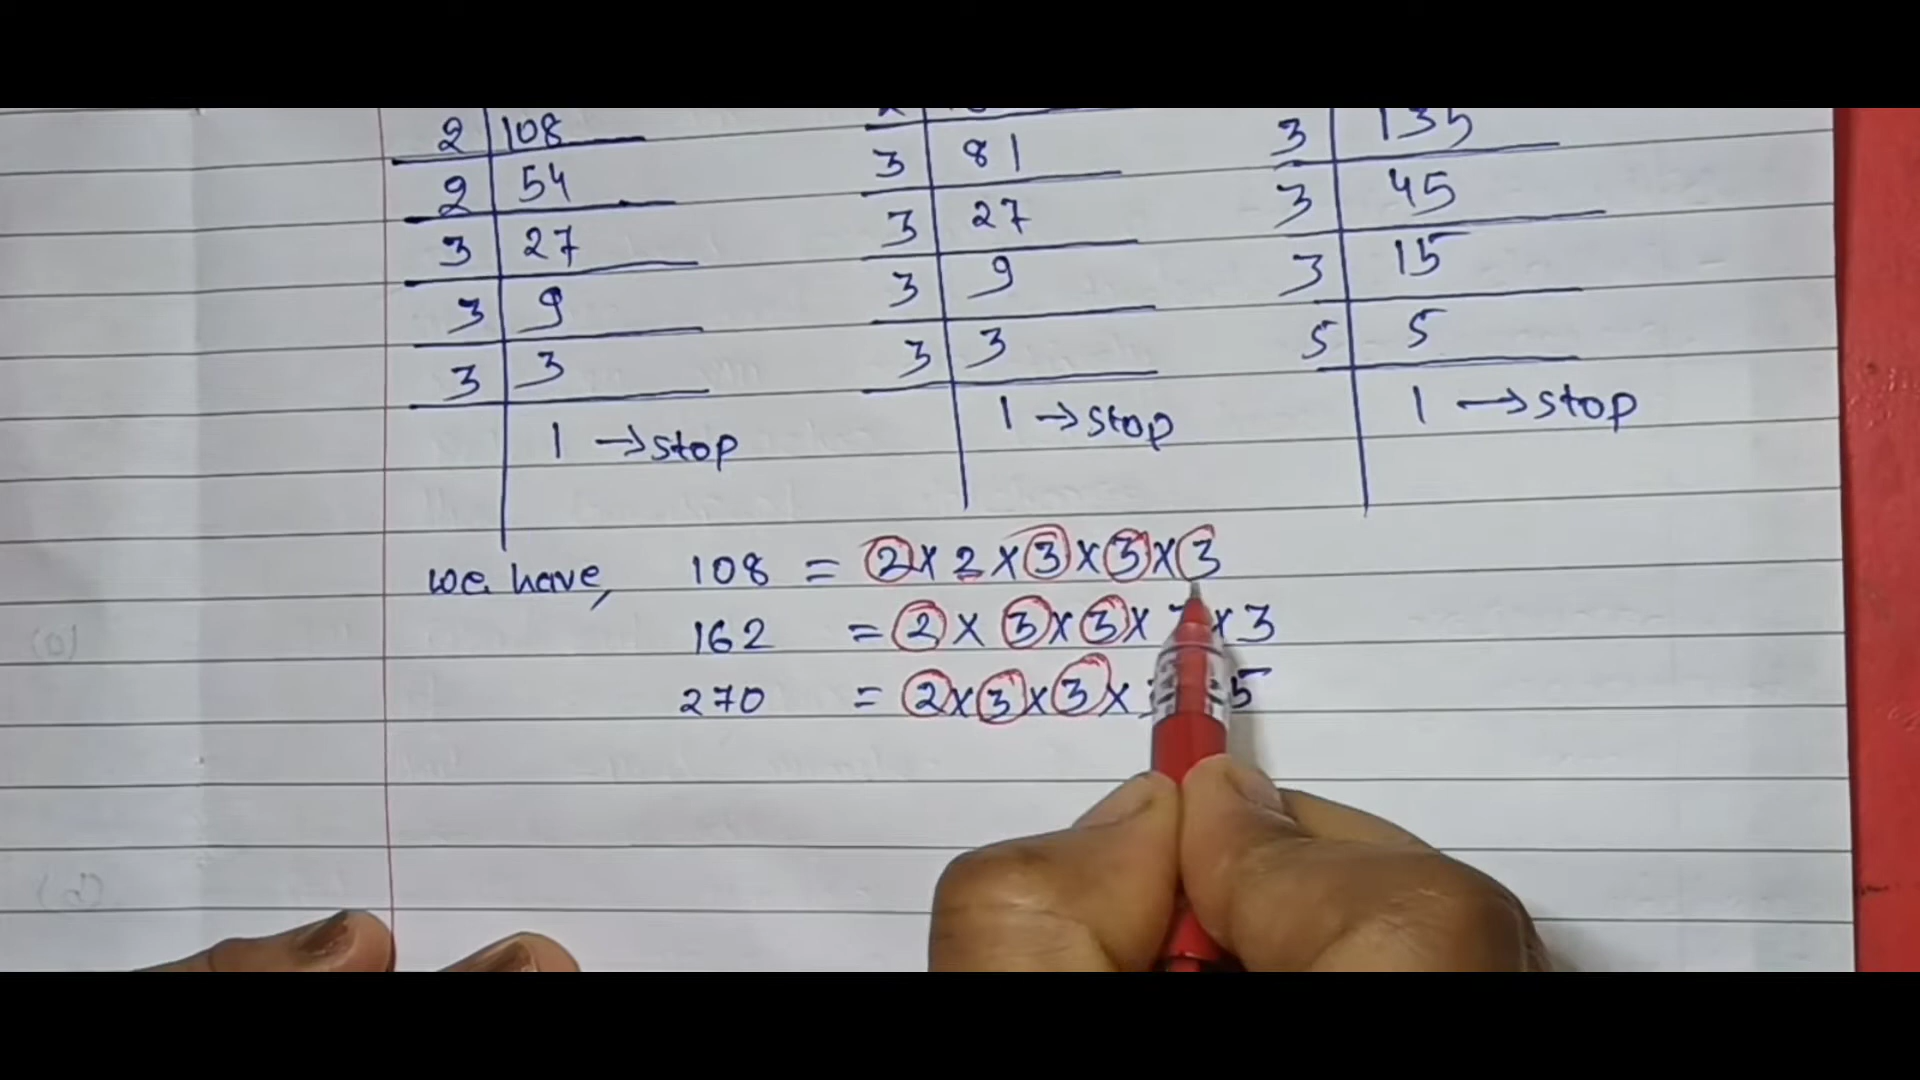 2 108 3 135
2 54 3 81 3 45
3 27 3 27 3 15
3 9 3 9 5 5
3 3 3 3 1 → stop
1 → stop 1 → stop
we have, 108 = 2 × 2 × 3 × 3 × 3
162 = 2 × 3 × 3 × × 3
270 = 2 × 3 × 3 × 5